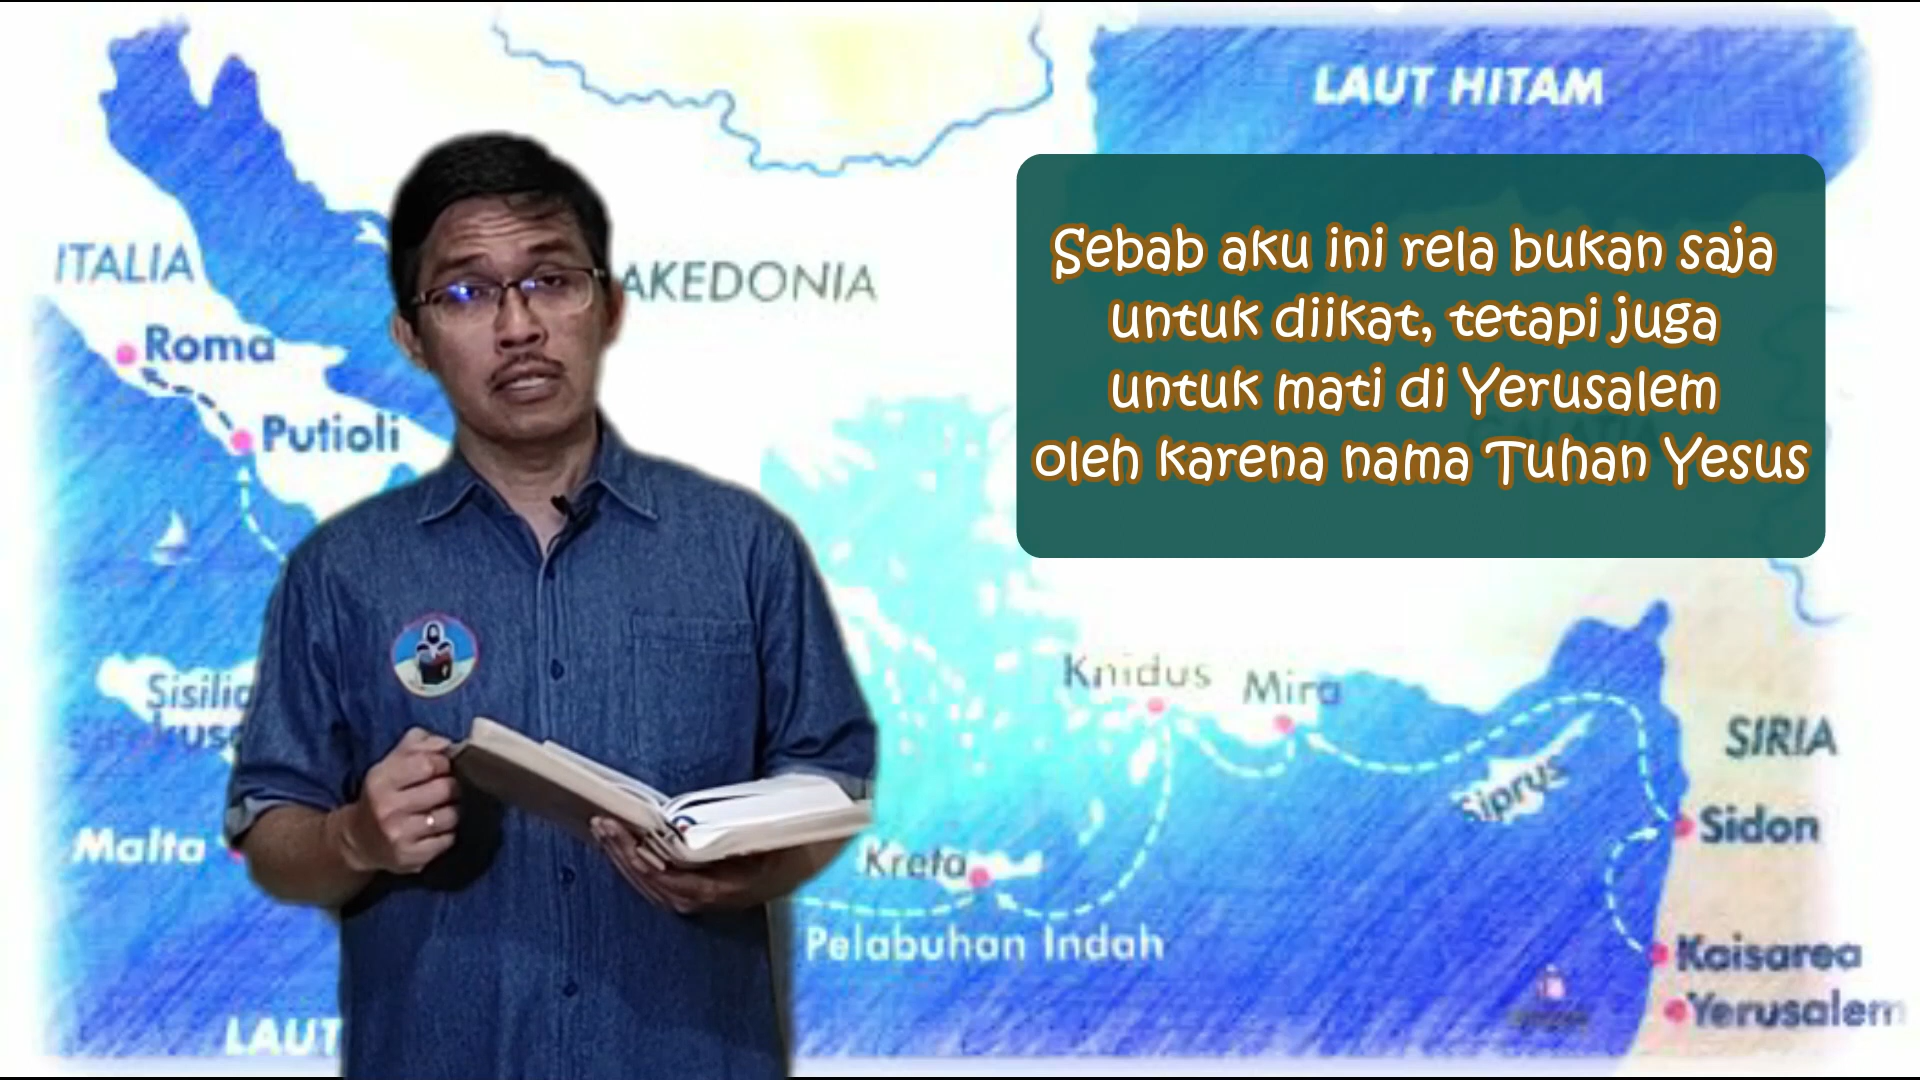 LAUT HITAM
Sebab aku ini rela bukan saja
untuk diikat, tetapi juga
untuk mati di Yerusalem
oleh karena nama Tuhan Yesus
ITALIA
AKEDONIA
Roma
Putioli
Knidus
Mira
Sisilia
SIRIA
Siprus
Sidon
Malta
Kreta
Pelabuhan Indah
Kaisarea
Yerusalem
LAUT